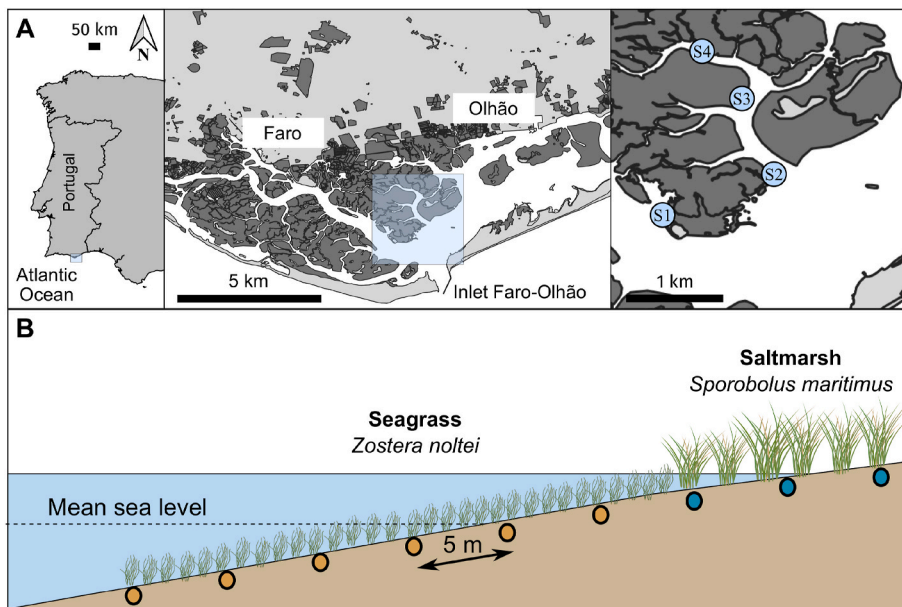 A
50 km
N
Portugal
Atlantic
Ocean
Faro
Olhão
5 km
Inlet Faro-Olhão
S4
S3
S2
S1
1 km
B
Saltmarsh
Sporobolus maritimus
Seagrass
Zostera noltei
Mean sea level
5 m